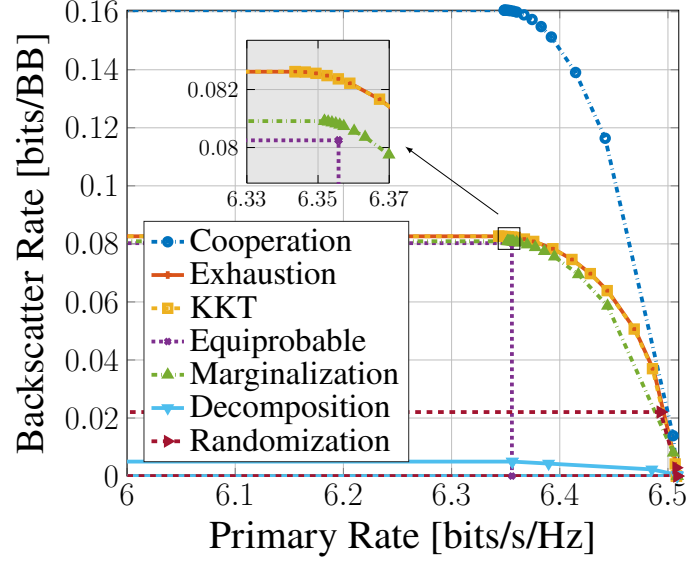 0.16
0.14
0.12
0.1
0.08
0.06
0.04
0.02
0
Backscatter Rate [bits/BB]
0.082
0.08
6.33
6.35
6.37
Cooperation
Exhaustion
KKT
Equiprobable
Marginalization
Decomposition
Randomization
6
6.1
6.2
6.3
6.4
6.5
Primary Rate [bits/s/Hz]